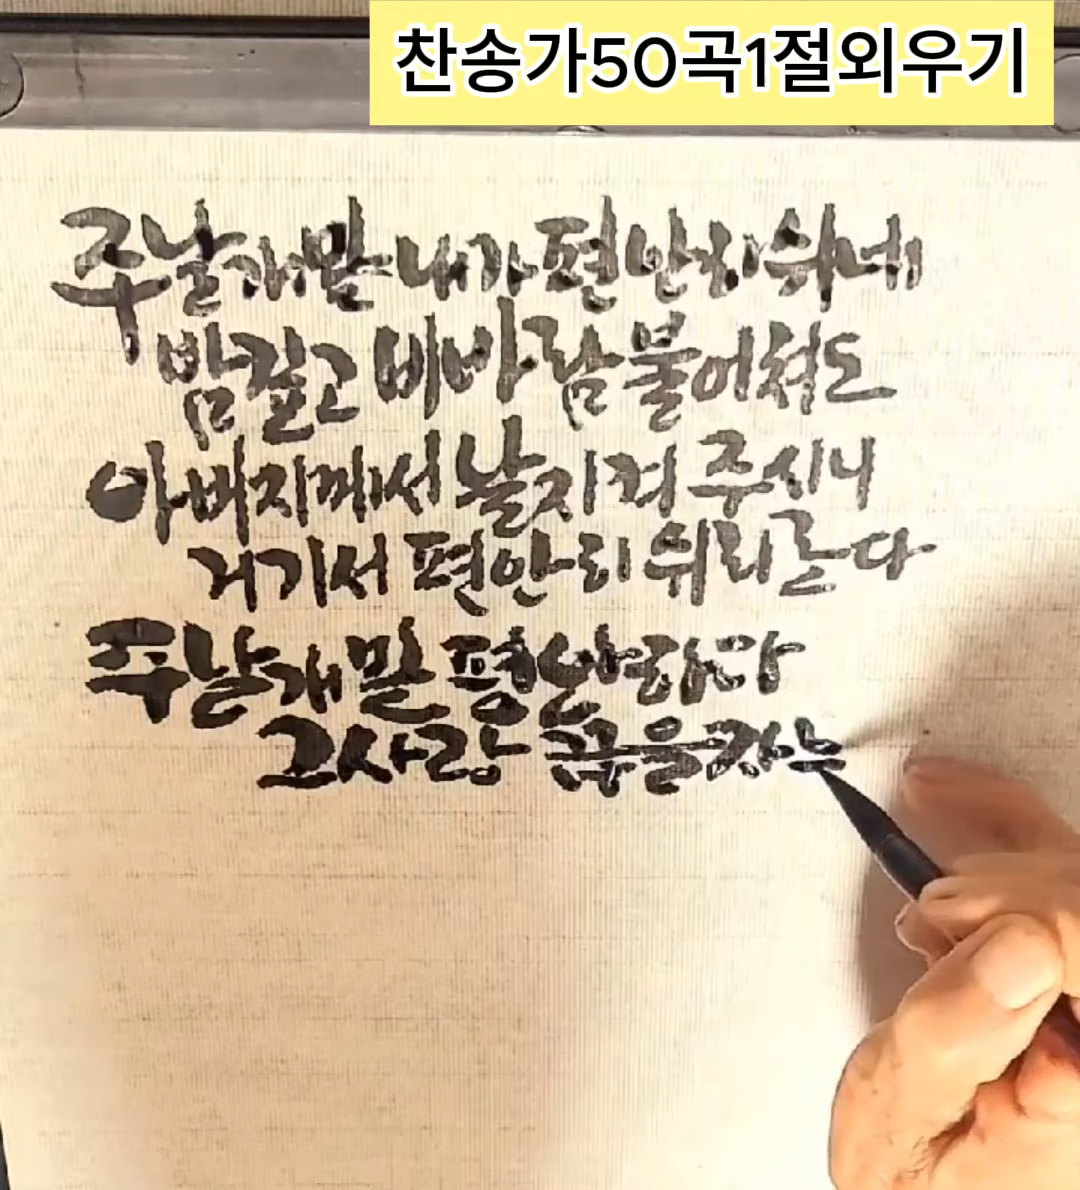 찬송가50곡1절외우기
주 날개 밑 내가 편안히 쉬네
밤 깊고 비바람 불어쳐도
아버지께서 날 지켜 주시니
거기서 편안히 쉬리로다
주 날개 밑 평안하다
그 사랑 끊을 자 는